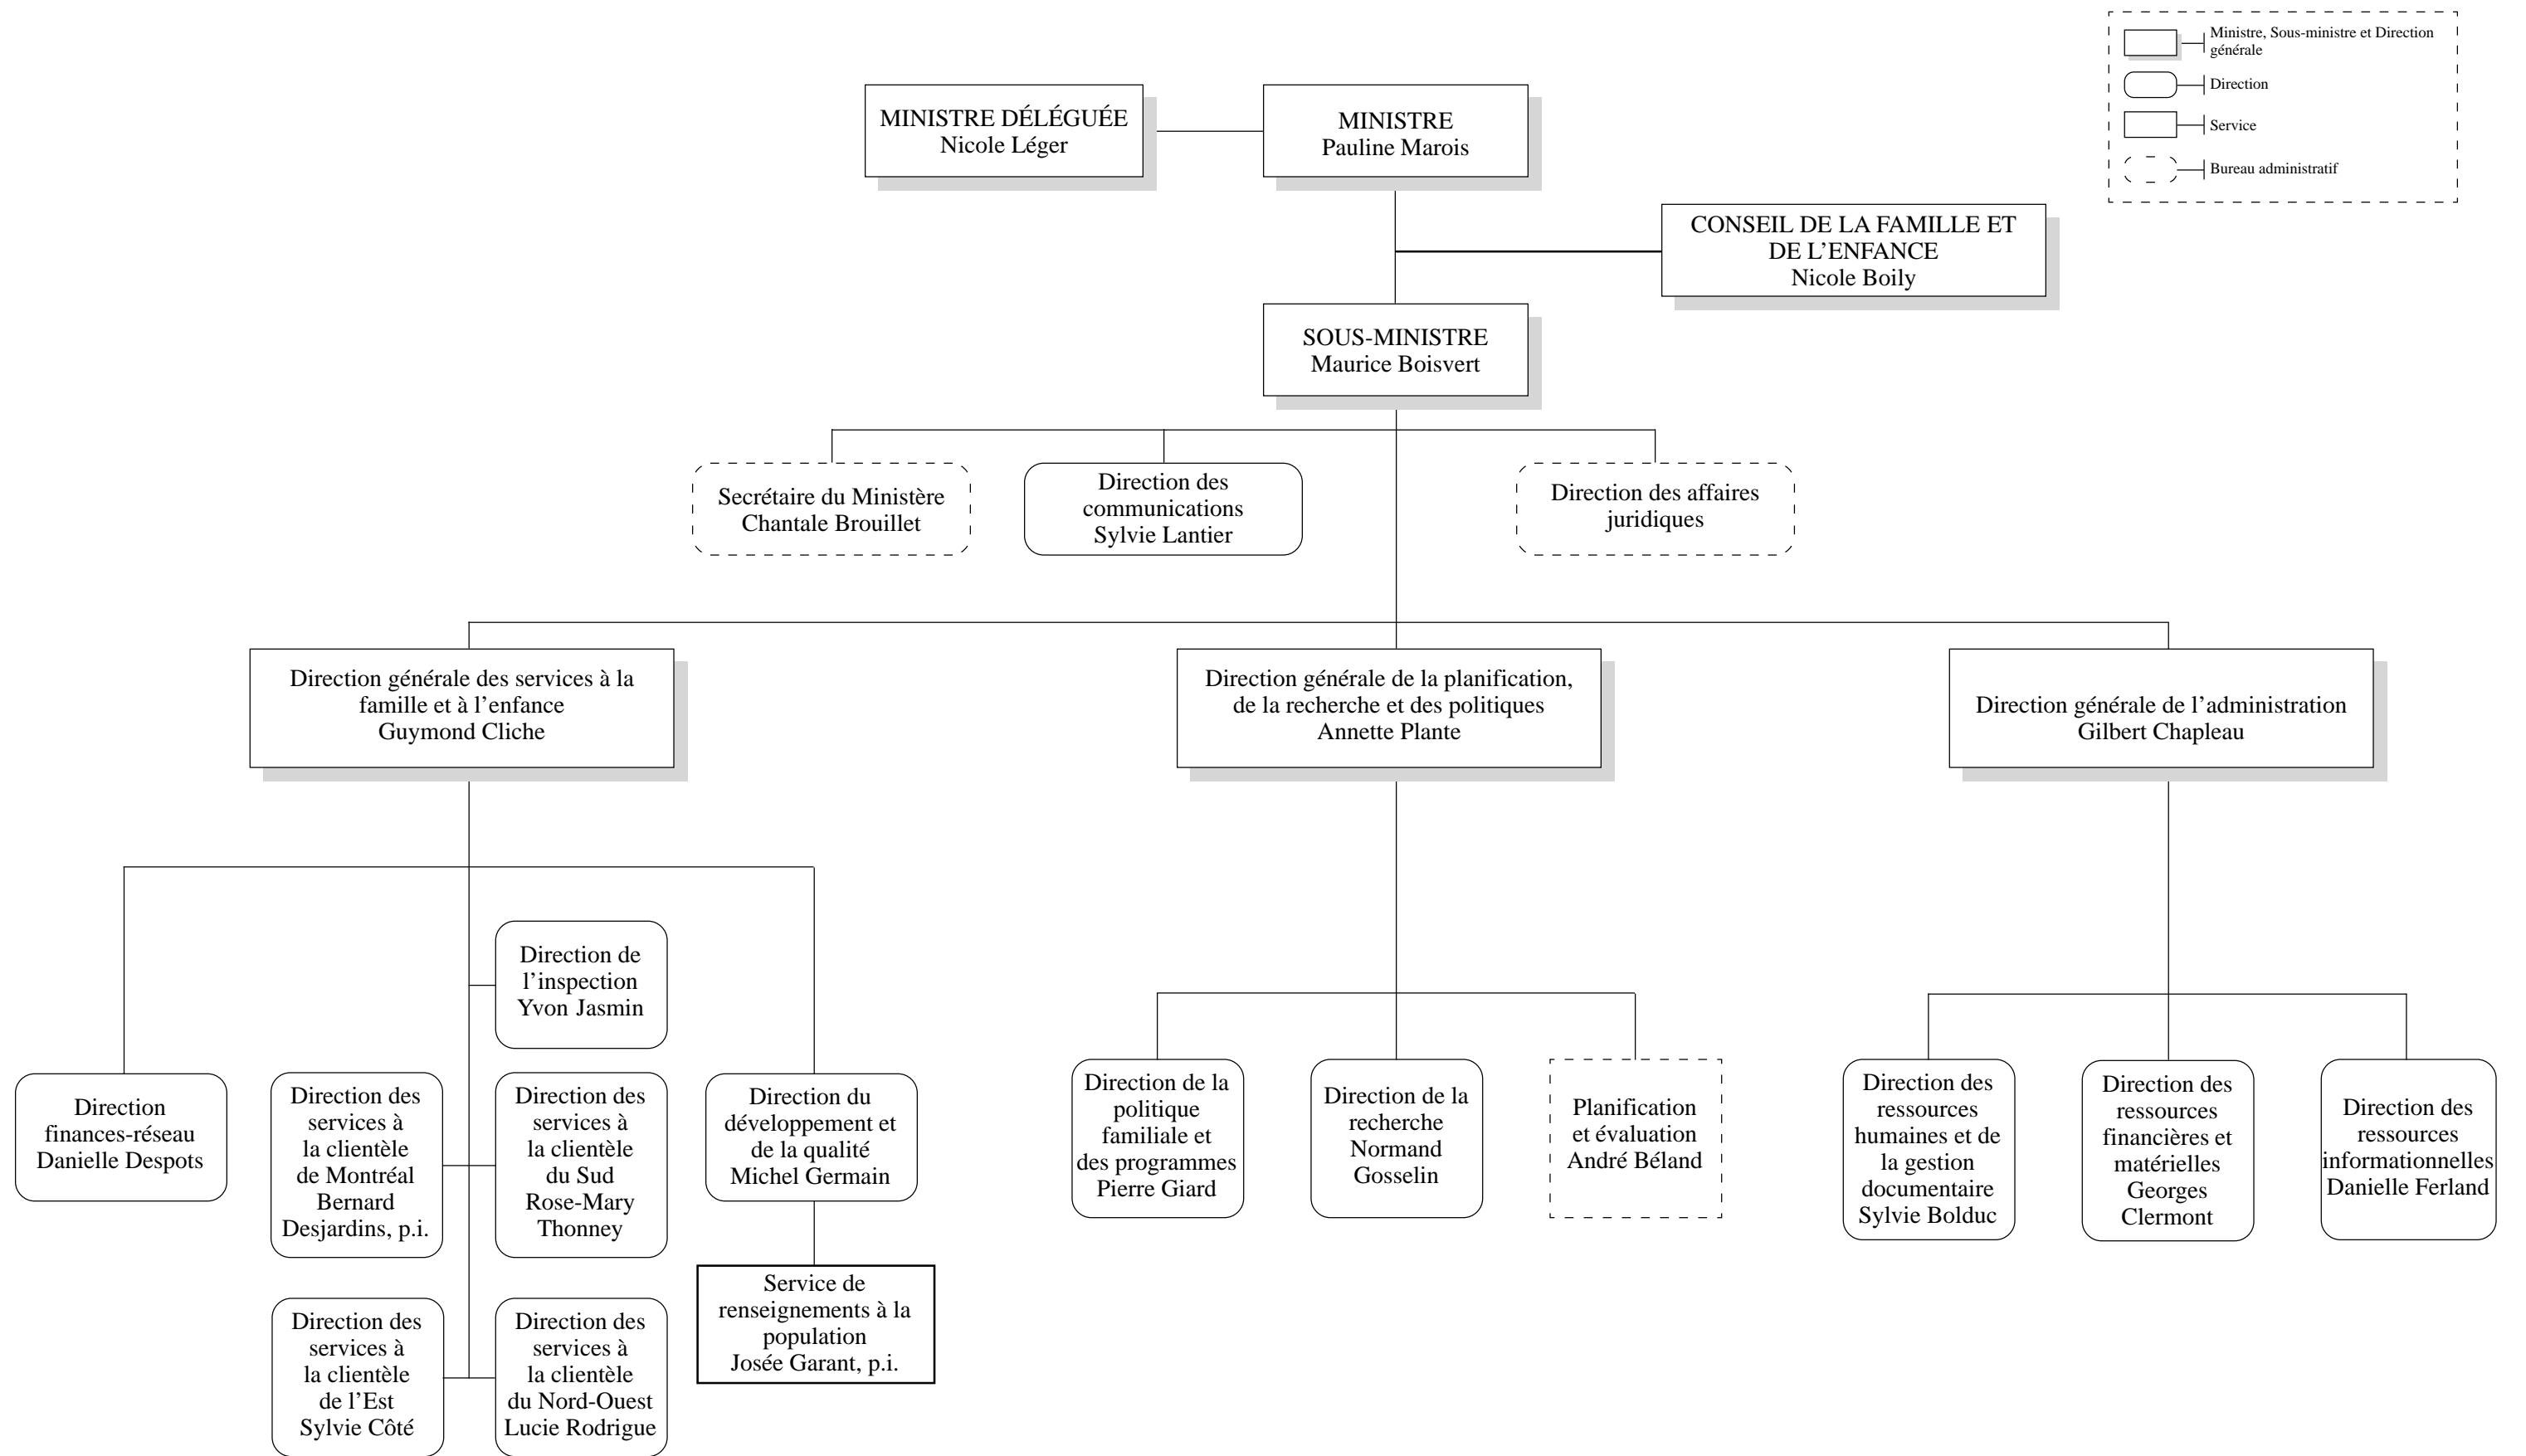 Ministre, Sous-ministre et Direction
générale
Direction
Service
Bureau administratif
MINISTRE DÉLÉGUÉE
Nicole Léger
MINISTRE
Pauline Marois
CONSEIL DE LA FAMILLE ET
DE L’ENFANCE
Nicole Boily
SOUS-MINISTRE
Maurice Boisvert
Secrétaire du Ministère
Chantale Brouillet
Direction des
communications
Sylvie Lantier
Direction des affaires
juridiques
Direction générale des services à la
famille et à l’enfance
Guymond Cliche
Direction générale de la planification,
de la recherche et des politiques
Annette Plante
Direction générale de l’administration
Gilbert Chapleau
Direction de
l’inspection
Yvon Jasmin
Direction
finances-réseau
Danielle Despots
Direction des
services à
la clientèle
de Montréal
Bernard
Desjardins, p.i.
Direction des
services à
la clientèle
du Sud
Rose-Mary
Thonney
Direction du
développement et
de la qualité
Michel Germain
Direction des
services à
la clientèle
de l’Est
Sylvie Côté
Direction des
services à
la clientèle
du Nord-Ouest
Lucie Rodrigue
Service de
renseignements à la
population
Josée Garant, p.i.
Direction de la
politique
familiale et
des programmes
Pierre Giard
Direction de la
recherche
Normand
Gosselin
Planification
et évaluation
André Béland
Direction des
ressources
humaines et de
la gestion
documentaire
Sylvie Bolduc
Direction des
ressources
financières et
matérielles
Georges
Clermont
Direction des
ressources
informationnelles
Danielle Ferland